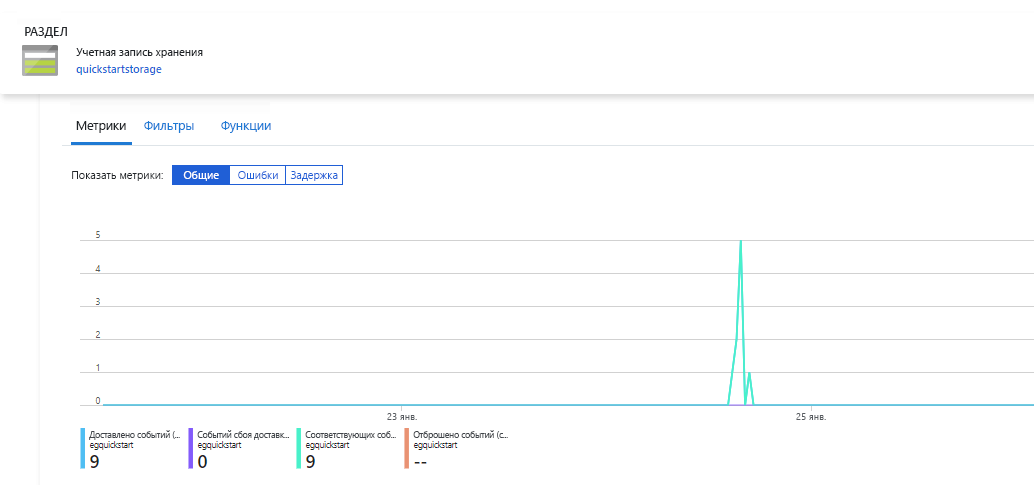 РАЗДЕЛ
Учетная запись хранения
quickstartstorage
Метрики Фильтры Функции
Показать метрики: Общие Ошибки Задержка
5
4
3
2
1
0
23 янв. 25 янв.
Доставлено событий (... Событий сбоя доставк... Соответствующих соб... Отброшено событий (с...
egquickstart egquickstart egquickstart egquickstart
9 0 9 --